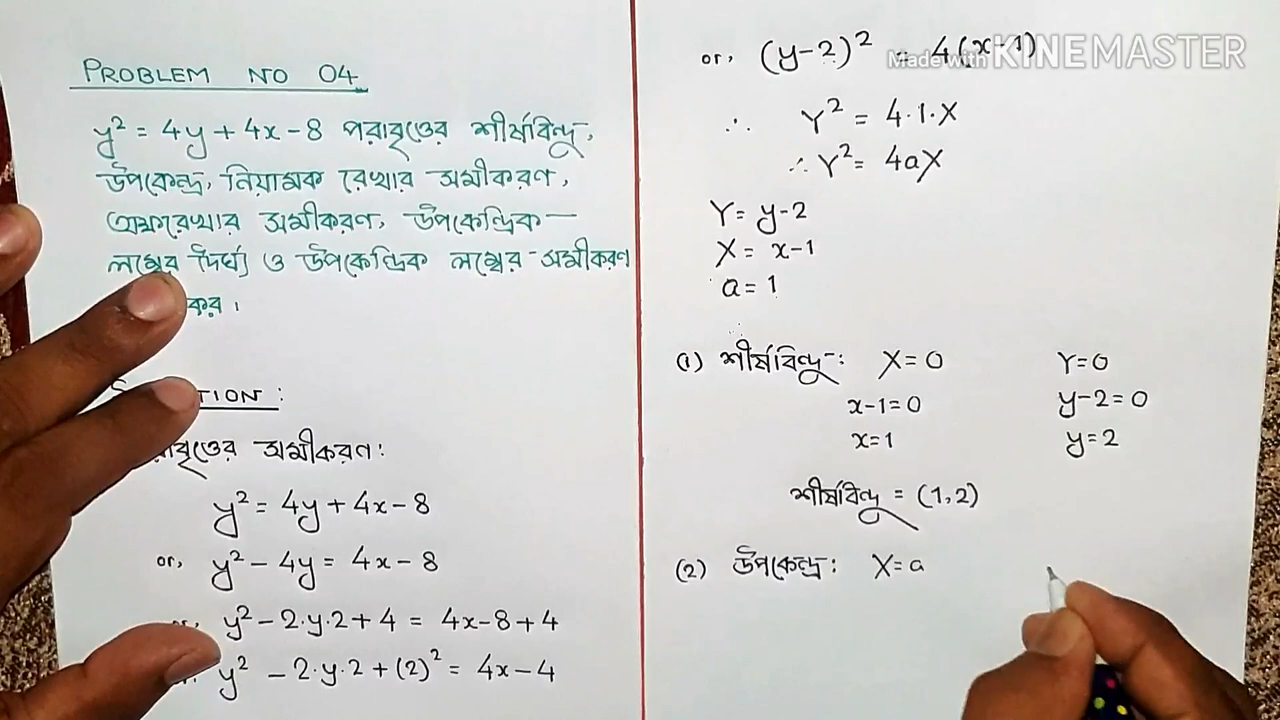 PROBLEM NO 04
y² = 4y + 4x - 8 পরাবৃত্তের শীর্ষবিন্দু,
উপকেন্দ্র, নিয়ামক রেখার সমীকরণ,
অক্ষরেখার সমীকরণ, উপকেন্দ্রিক—
লম্বের দৈর্ঘ্য ও উপকেন্দ্রিক লম্বের সমীকরণ
কর।
TION :
সমীকরণ:
y² = 4y + 4x - 8
or, y² - 4y = 4x - 8
y² - 2·y·2 + 4 = 4x - 8 + 4
y² - 2·y·2 + (2)² = 4x - 4
or, (y-2)² = 4(x-1)
Made with KINEMASTER
∴ Y² = 4·1·X
∴ Y² = 4aX
Y = y-2
X = x-1
a = 1
(1) শীর্ষবিন্দু: X = 0 Y = 0
x-1 = 0 y-2 = 0
x = 1 y = 2
শীর্ষবিন্দু = (1,2)
(2) উপকেন্দ্র: X = a